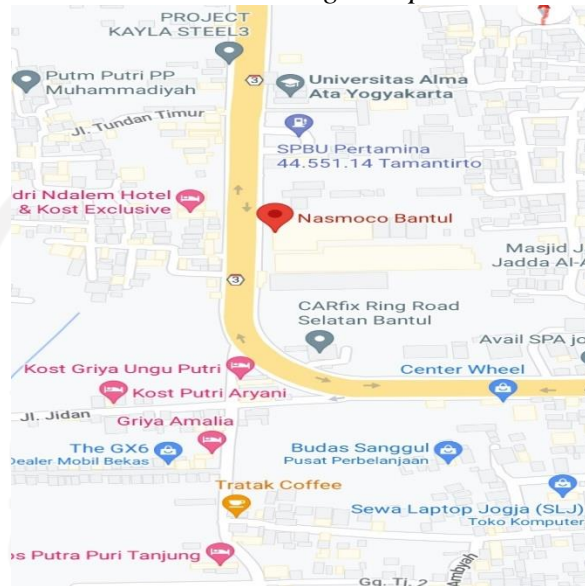 PROJECT
KAYLA STEEL3
Putm Putri PP
Muhammadiyah
3
Universitas Alma
Ata Yogyakarta
Jl. Tundan Timur
SPBU Pertamina
44.551.14 Tamantirto
dri Ndalem Hotel
& Kost Exclusive
Nasmoco Bantul
Masjid J
Jadda Al-A
3
CARfix Ring Road
Selatan Bantul
Avail SPA jo
Kost Griya Ungu Putri
Center Wheel
Kost Putri Aryani
Jl. Jidan
Griya Amalia
The GX6
Dealer Mobil Bekas
Budas Sanggul
Pusat Perbelanjaan
Tratak Coffee
Sewa Laptop Jogja (SLJ)
Toko Komputer
os Putra Puri Tanjung
Gg. Tj. 2